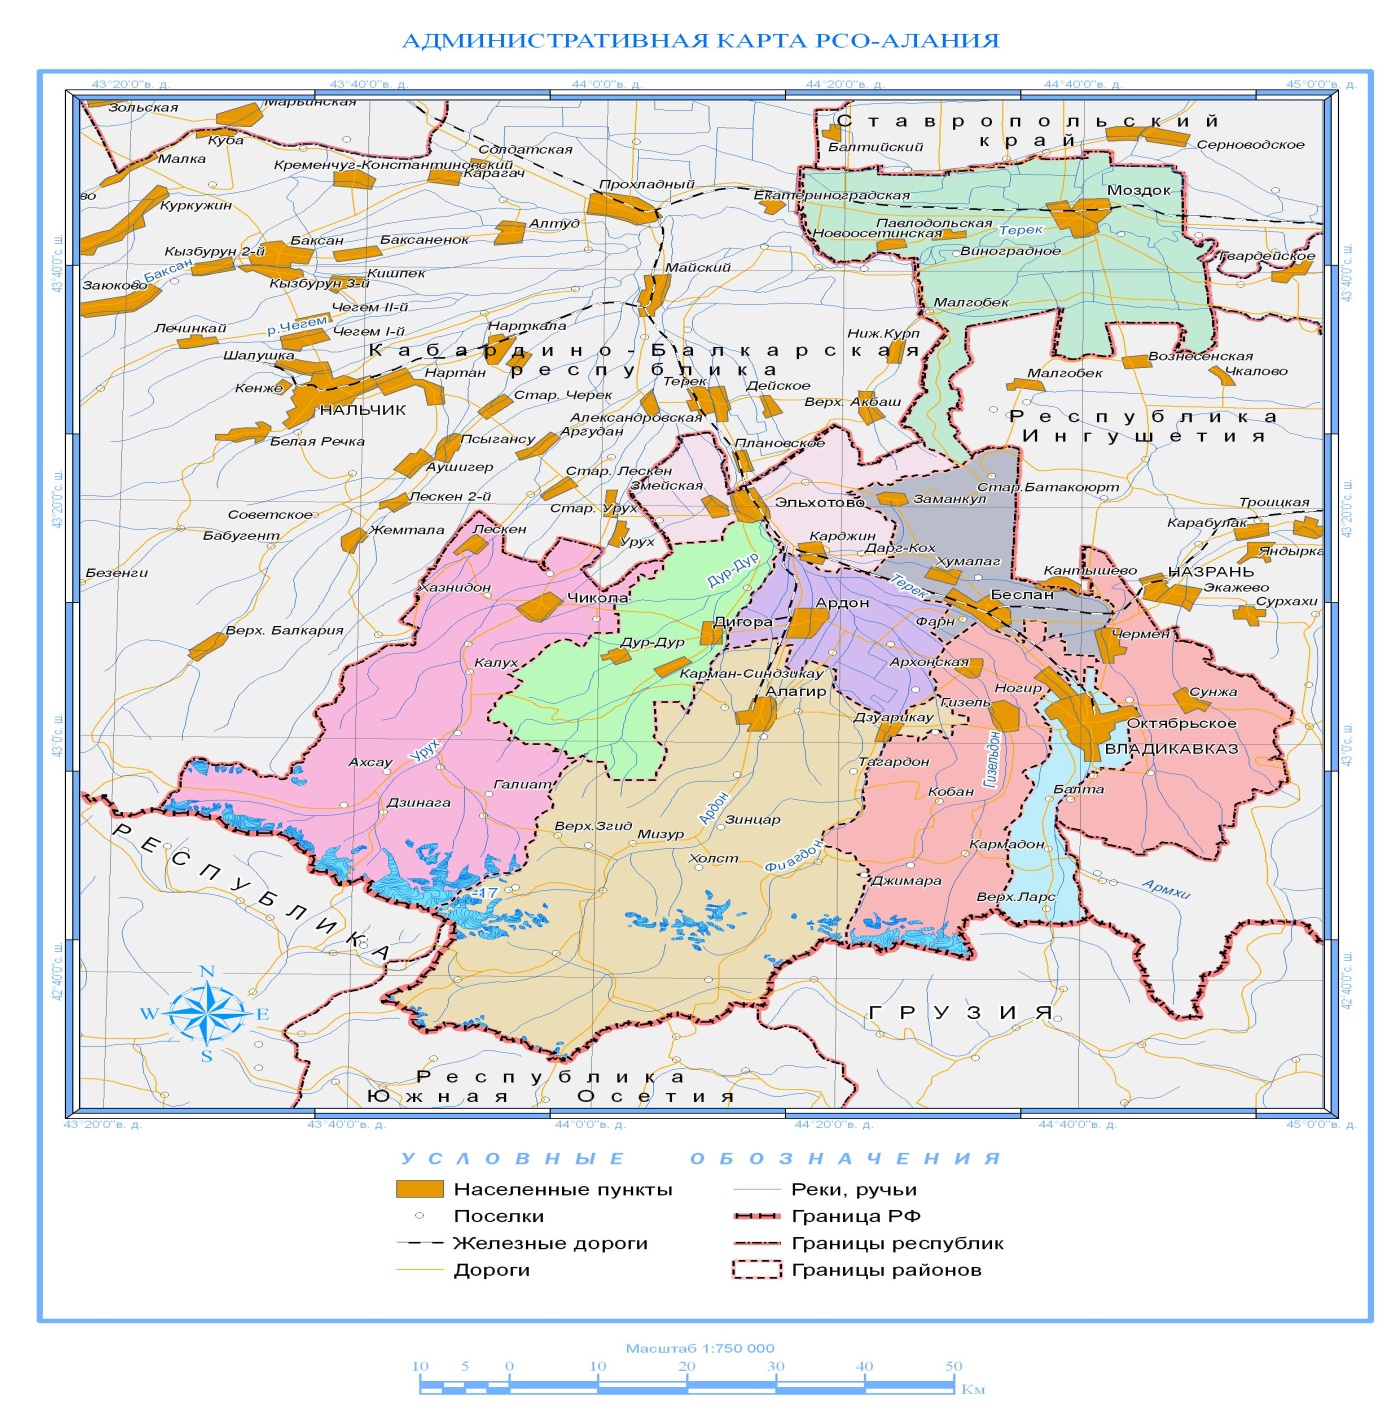 АДМИНИСТРАТИВНАЯ КАРТА РСО-АЛАНИЯ
43°20'0"в. д.
43°40'0"в. д.
44°0'0"в. д.
44°20'0"в. д.
44°40'0"в. д.
45°0'0"в. д.
Зольская
Марьинская
Куба
Малка
Солдатская
Кременчуг-Константиновский
Карагач
Ставропольский
край
Балтийский
Серноводское
во
Куркужин
Прохладный
Екатериноградская
Моздок
Алтуд
Павлодольская
Новоосетинская
Терек
Виноградное
Гвардейское
Кызбурун 2-й
Баксан
Баксаненок
р.Баксан
Кызбурун 3-й
Кишпек
Майский
Заюково
Чегем II-й
р.Чегем
Чегем I-й
Лечинкай
Нарткала
Малгобек
Ниж.Курп
Шалушка
Кабардино-Балкарская
республика
Вознесенская
Нартан
Кенже
Терек
Дейское
Малгобек
Чкалово
НАЛЬЧИК
Стар. Черек
Верх. Акбаш
Александровская
Республика
Ингушетия
Белая Речка
Псыгансу
Аргудан
Плановское
Аушигер
Стар. Лескен
Змейская
Стар.Батакоюрт
Лескен 2-й
Стар. Урух
Эльхотово
Заманкул
Троицкая
Советское
Карабулак
Бабугент
Жемтала
Лескен
Урух
Карджин
Дарг-Кох
Яндырка
Безенги
Хазнидон
Дур-Дур
Хумалаг
Кантышево
НАЗРАНЬ
Экажево
Чикола
Терек
Беслан
Ардон
Сурхахи
Верх. Балкария
Дигора
Фарн
Чермен
Дур-Дур
Калух
Карман-Синдзикау
Архонская
Алагир
Ногир
Сунжа
Гизель
Дзуарикау
Октябрьское
Урух
Гизельдон
ВЛАДИКАВКАЗ
Ахсау
Тагардон
Галиат
Дзинага
Кобан
Балта
Ардон
Верх.Згид
Мизур
Зинцар
Холст
Фиагдон
Кармадон
РЕСПУБЛИКА
Джимара
Верх.Ларс
Армхи
-17
N
W
E
S
ГРУЗИЯ
Республика
Южная Осетия
43°40'0"с. ш.
43°20'0"с. ш.
43°0'с. ш.
42°40'0"с. ш.
43°40'0"с. ш.
43°20'0"с. ш.
43°0'с. ш.
42°40'0"с. ш.
43°20'0"в. д.
43°40'0"в. д.
44°0'0"в. д.
44°20'0"в. д.
44°40'0"в. д.
45°0'0"в. д.
УСЛОВНЫЕ ОБОЗНАЧЕНИЯ
Населенные пункты
Поселки
Железные дороги
Дороги
Реки, ручьи
Граница РФ
Границы республик
Границы районов
Масштаб 1:750 000
10 5 0 10 20 30 40 50
Км